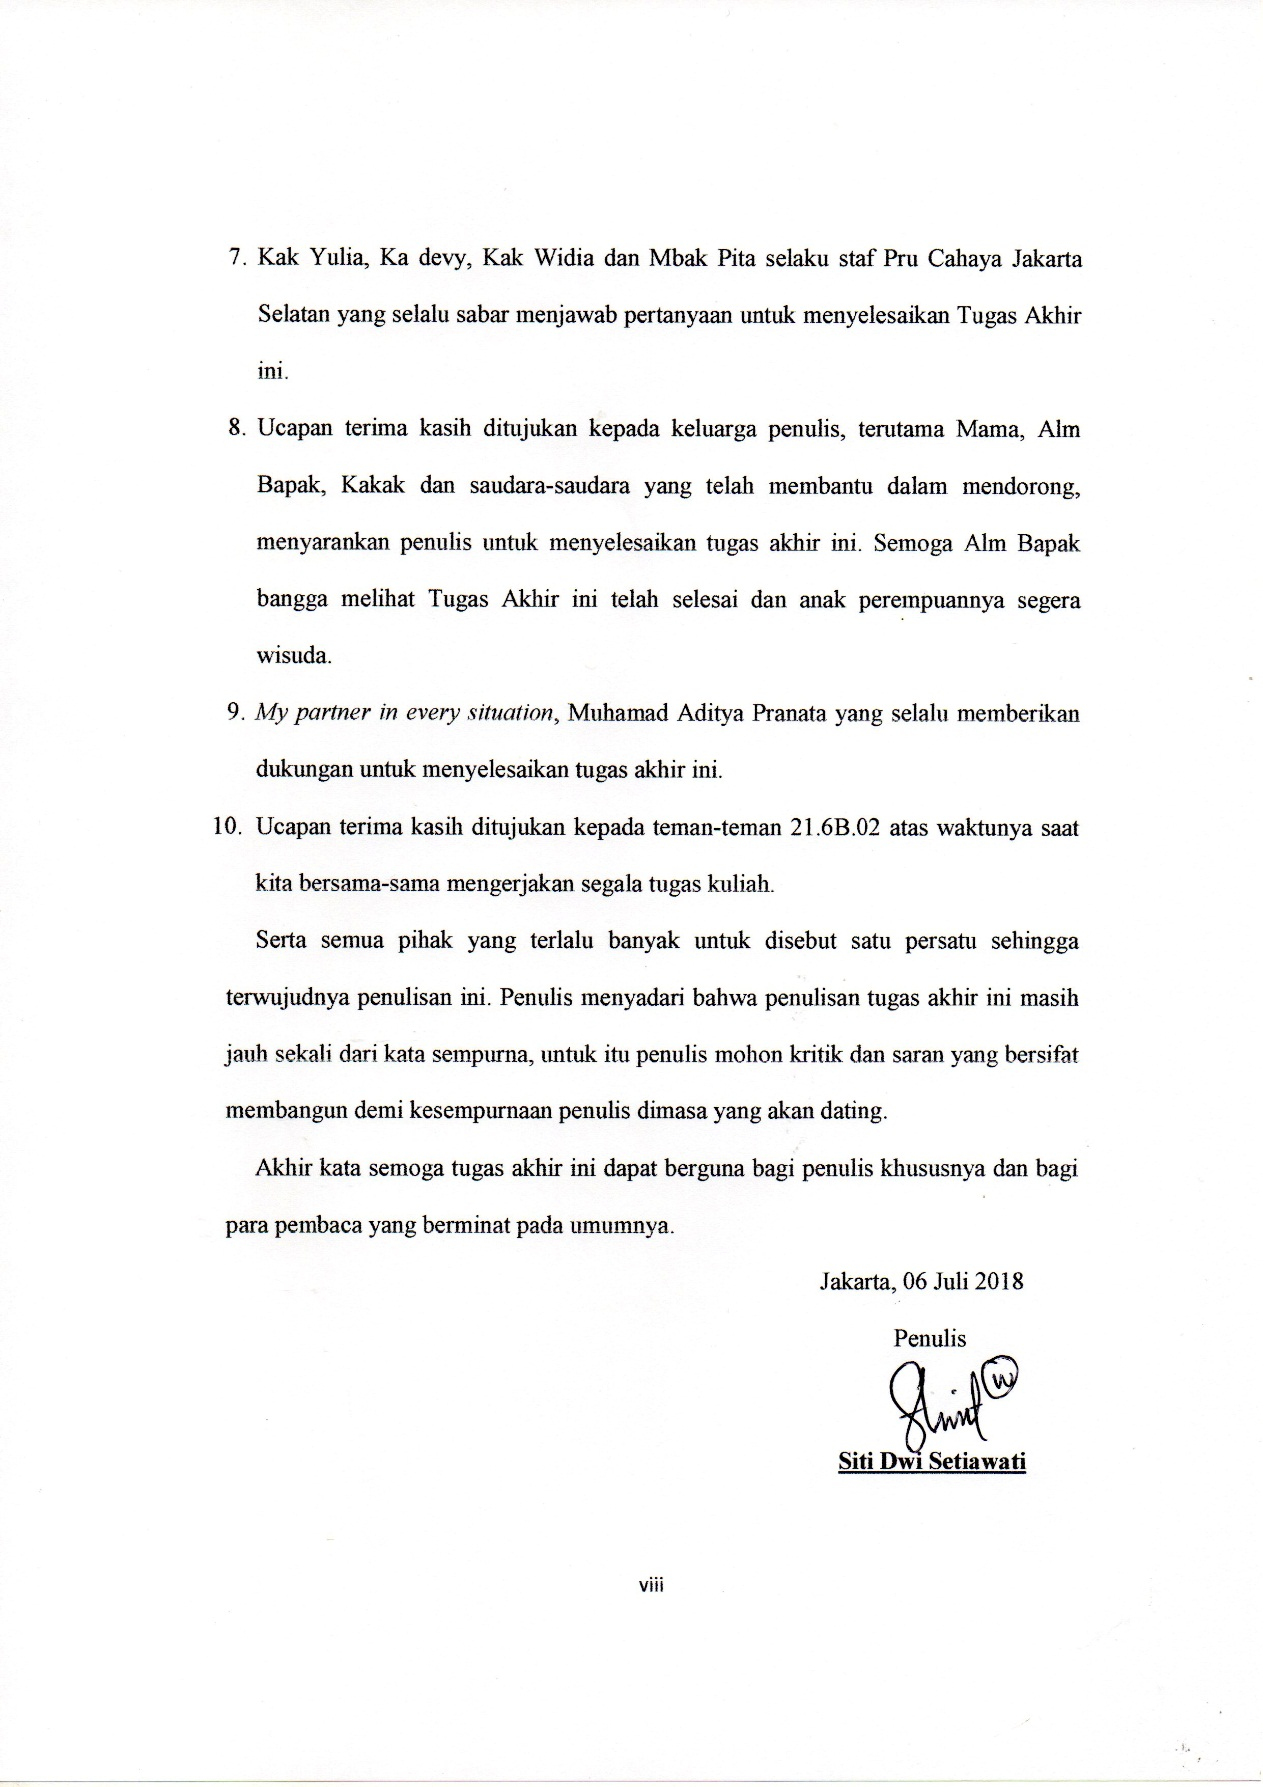 7. Kak Yulia, Ka devy, Kak Widia dan Mbak Pita selaku staf Pru Cahaya Jakarta
Selatan yang selalu sabar menjawab pertanyaan untuk menyelesaikan Tugas Akhir
ini.
8. Ucapan terima kasih ditujukan kepada keluarga penulis, terutama Mama, Alm
Bapak, Kakak dan saudara-saudara yang telah membantu dalam mendorong,
menyarankan penulis untuk menyelesaikan tugas akhir ini. Semoga Alm Bapak
bangga melihat Tugas Akhir ini telah selesai dan anak perempuannya segera
wisuda.
9. My partner in every situation, Muhamad Aditya Pranata yang selalu memberikan
dukungan untuk menyelesaikan tugas akhir ini.
10. Ucapan terima kasih ditujukan kepada teman-teman 21.6B.02 atas waktunya saat
kita bersama-sama mengerjakan segala tugas kuliah.
Serta semua pihak yang terlalu banyak untuk disebut satu persatu sehingga
terwujudnya penulisan ini. Penulis menyadari bahwa penulisan tugas akhir ini masih
jauh sekali dari kata sempurna, untuk itu penulis mohon kritik dan saran yang bersifat
membangun demi kesempurnaan penulis dimasa yang akan dating.
Akhir kata semoga tugas akhir ini dapat berguna bagi penulis khususnya dan bagi
para pembaca yang berminat pada umumnya.
Jakarta, 06 Juli 2018
Penulis
Siti Dwi Setiawati
viii